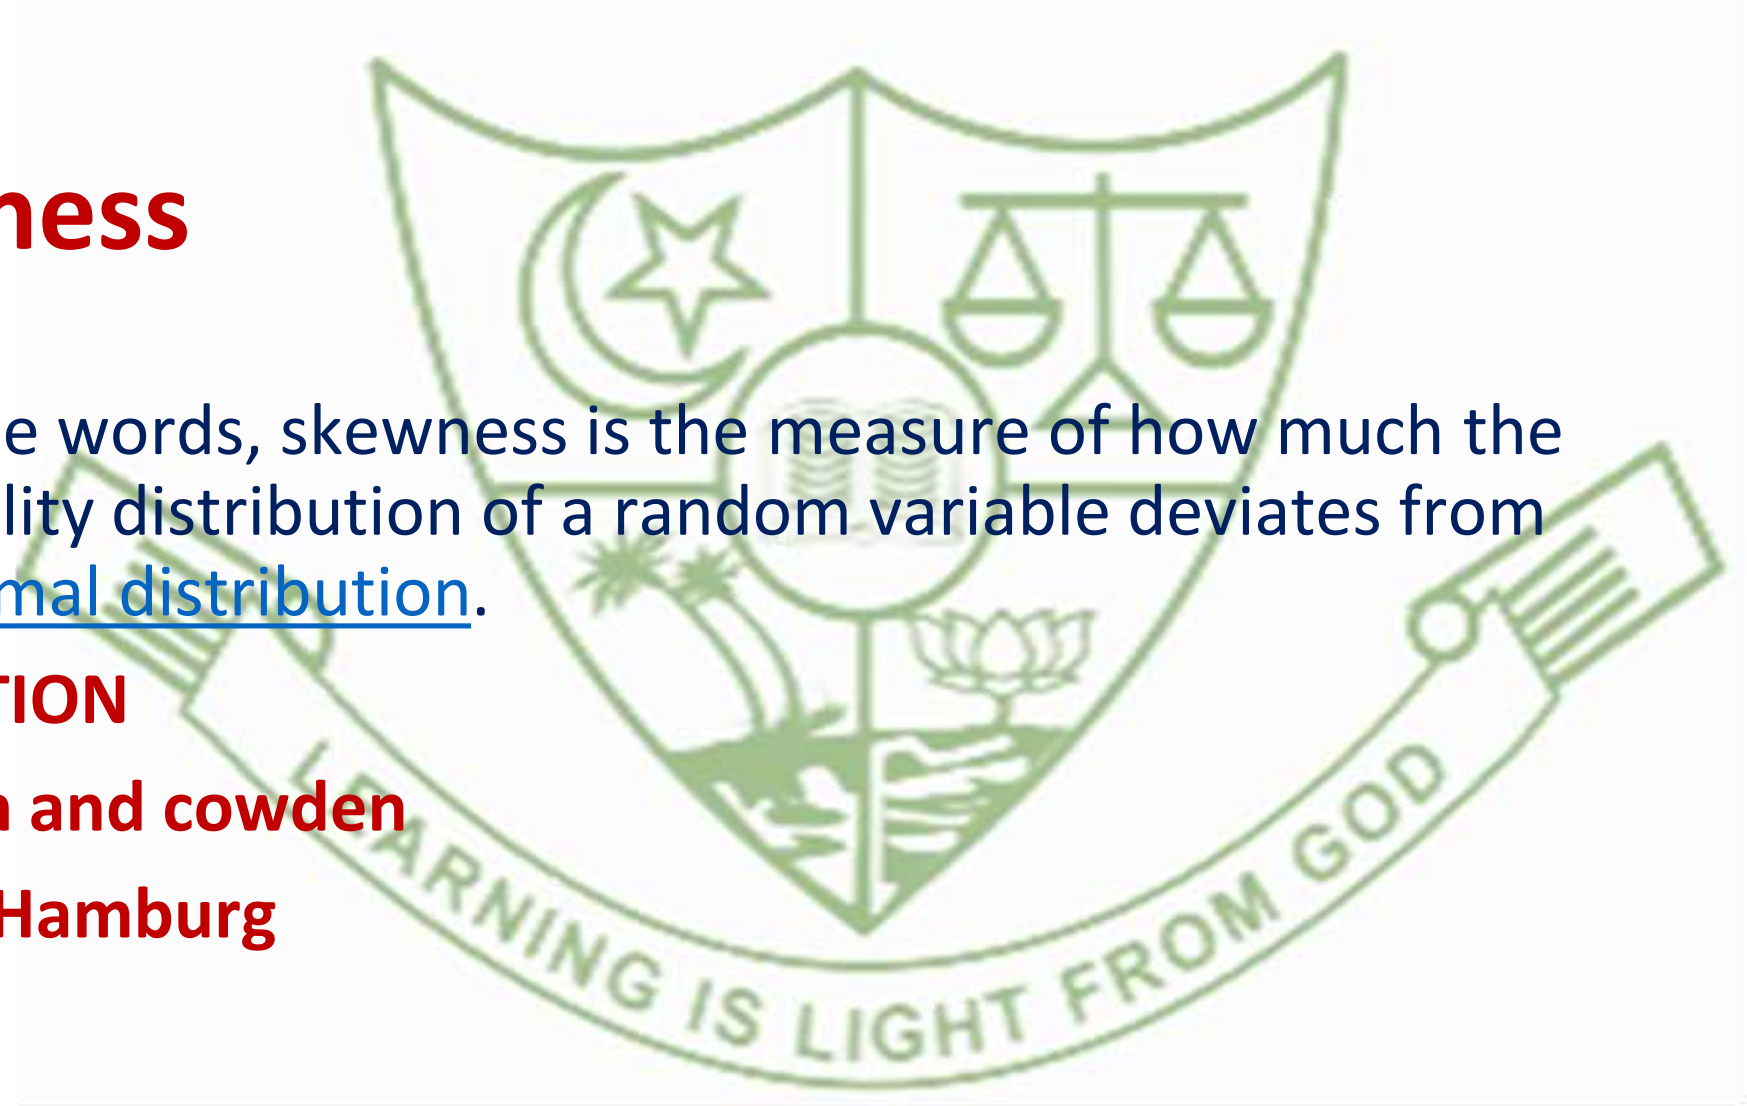 ness
e words, skewness is the measure of how much the
lity distribution of a random variable deviates from
mal distribution.
TION
n and cowden
Hamburg
LEARNING IS LIGHT FROM GOD